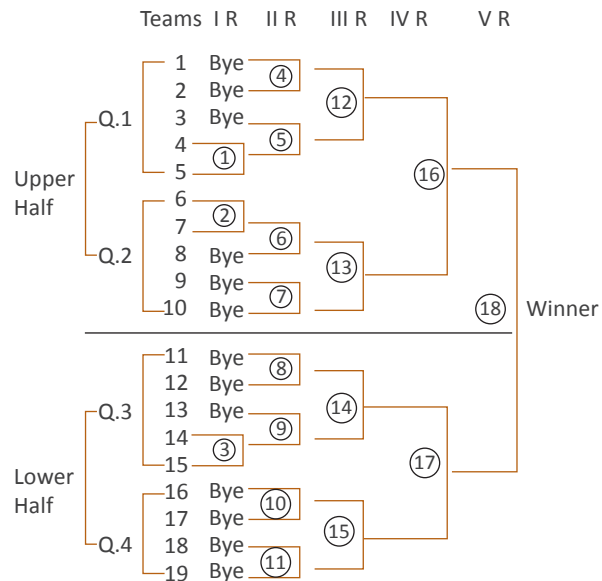 Teams I R II R III R IV R V R
1 Bye
④
2 Bye
⑫
3 Bye
Q.1
⑤
4
①
5
Upper
Half
⑯
6
②
7
⑥
Q.2
8 Bye
⑬
9 Bye
⑦
10 Bye
⑱ Winner
11 Bye
⑧
12 Bye
Q.3
13 Bye
⑭
⑨
14
③
15
Lower
Half
⑰
16 Bye
⑩
17 Bye
⑮
Q.4
18 Bye
⑪
19 Bye